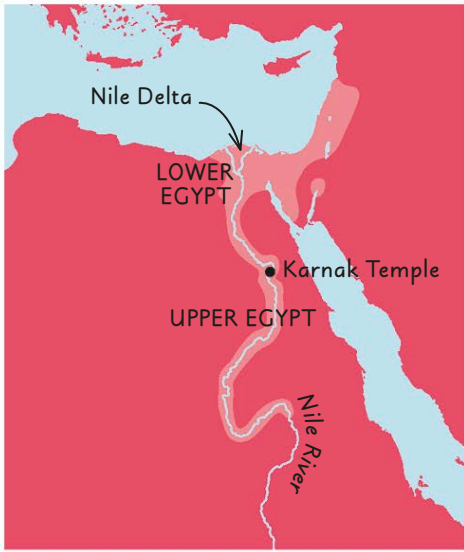 Nile Delta
LOWER
EGYPT
Karnak Temple
UPPER EGYPT
Nile River